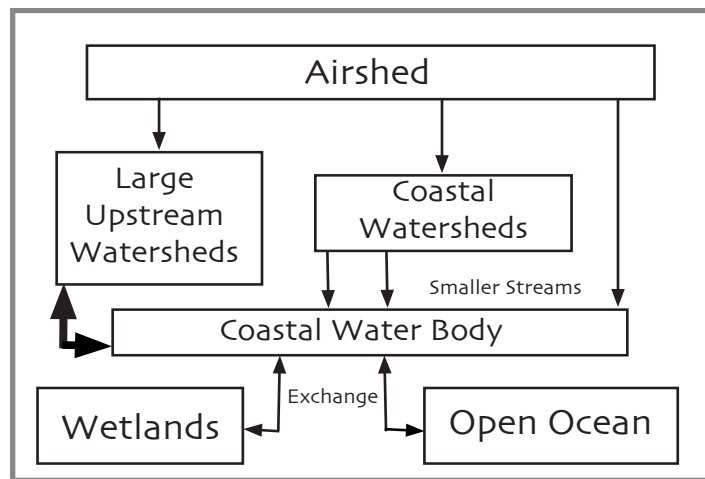 Airshed
Large
Upstream
Watersheds
Coastal
Watersheds
Smaller Streams
Coastal Water Body
Exchange
Wetlands
Open Ocean